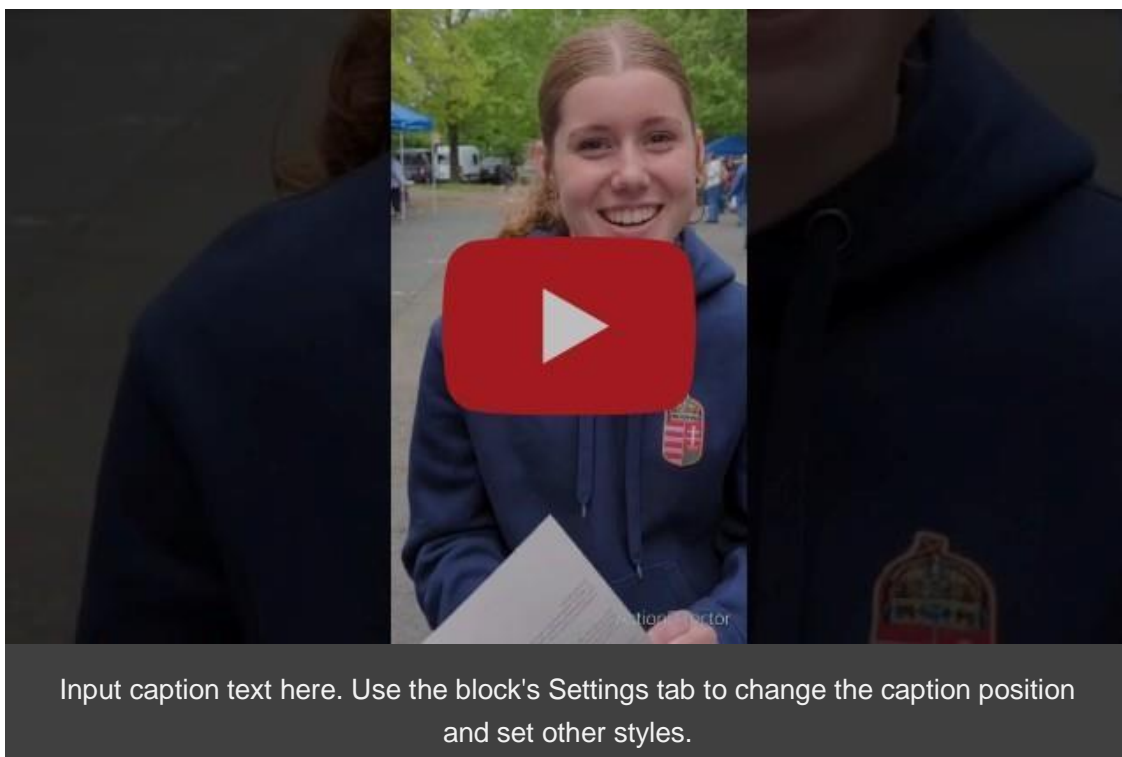 Input caption text here. Use the block's Settings tab to change the caption position
and set other styles.